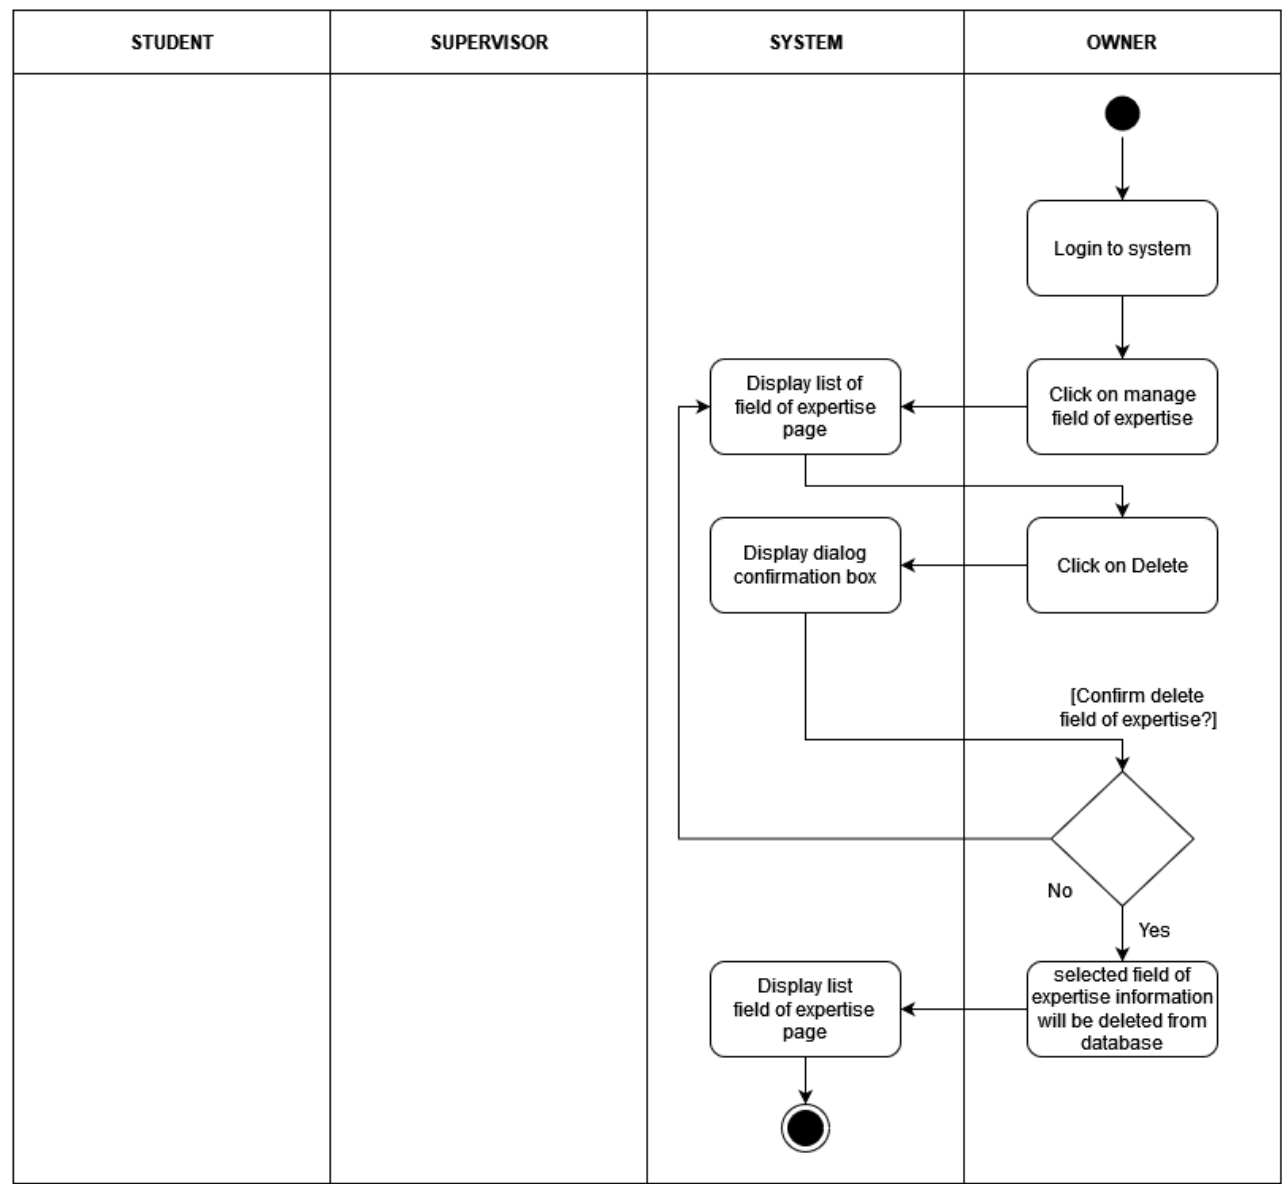 STUDENT
SUPERVISOR
SYSTEM
OWNER
Login to system
Display list of
field of expertise
page
Click on manage
field of expertise
Display dialog
confirmation box
Click on Delete
[Confirm delete
field of expertise?]
No
Yes
Display list
field of expertise
page
selected field of
expertise information
will be deleted from
database